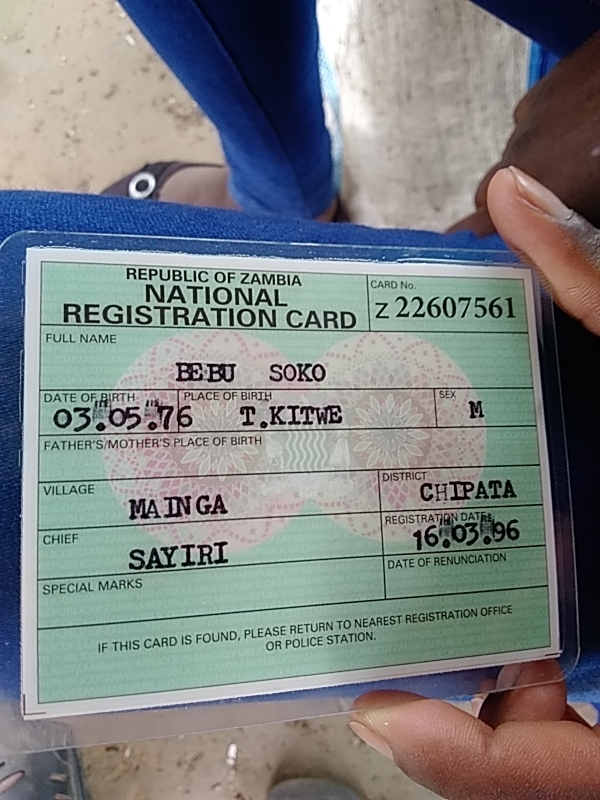 REPUBLIC OF ZAMBIA
NATIONAL
REGISTRATION CARD
CARD No.
Z 22607561
FULL NAME
BEBU SOKO
DATE OF BIRTH
03.05.76
PLACE OF BIRTH
T.KITWE
SEX
M
FATHER'S/MOTHER'S PLACE OF BIRTH
VILLAGE
MAINGA
DISTRICT
CHIPATA
CHIEF
SAYIRI
REGISTRATION DATE
16.03.96
DATE OF RENUNCIATION
SPECIAL MARKS
IF THIS CARD IS FOUND, PLEASE RETURN TO NEAREST REGISTRATION OFFICE
OR POLICE STATION.